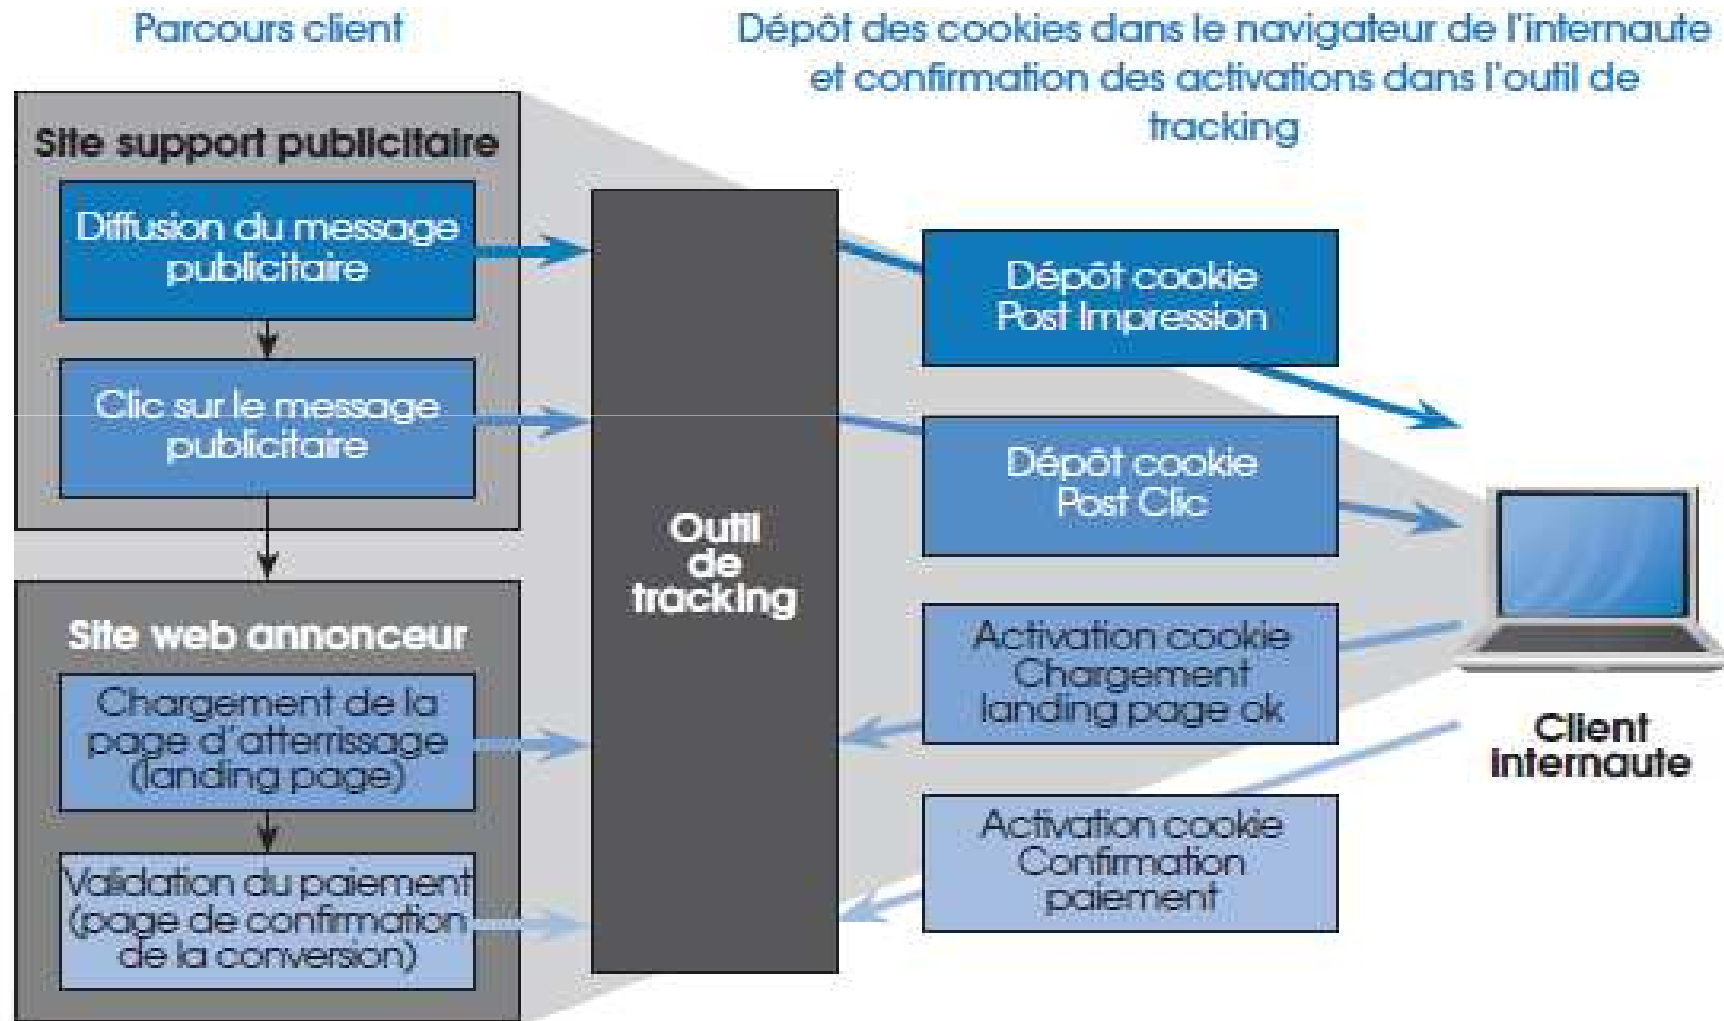 Parcours client
Dépôt des cookies dans le navigateur de l'internaute
et confirmation des activations dans l'outil de
tracking
Site support publicitaire
Diffusion du message
publicitaire
Clic sur le message
publicitaire
Site web annonceur
Chargement de la
page d'atterrissage
(landing page)
Validation du paiement
(page de confirmation
de la conversion)
Outil
de
tracking
Dépôt cookie
Post Impression
Dépôt cookie
Post Clic
Activation cookie
Chargement
landing page ok
Activation cookie
Confirmation
paiement
Client
internaute